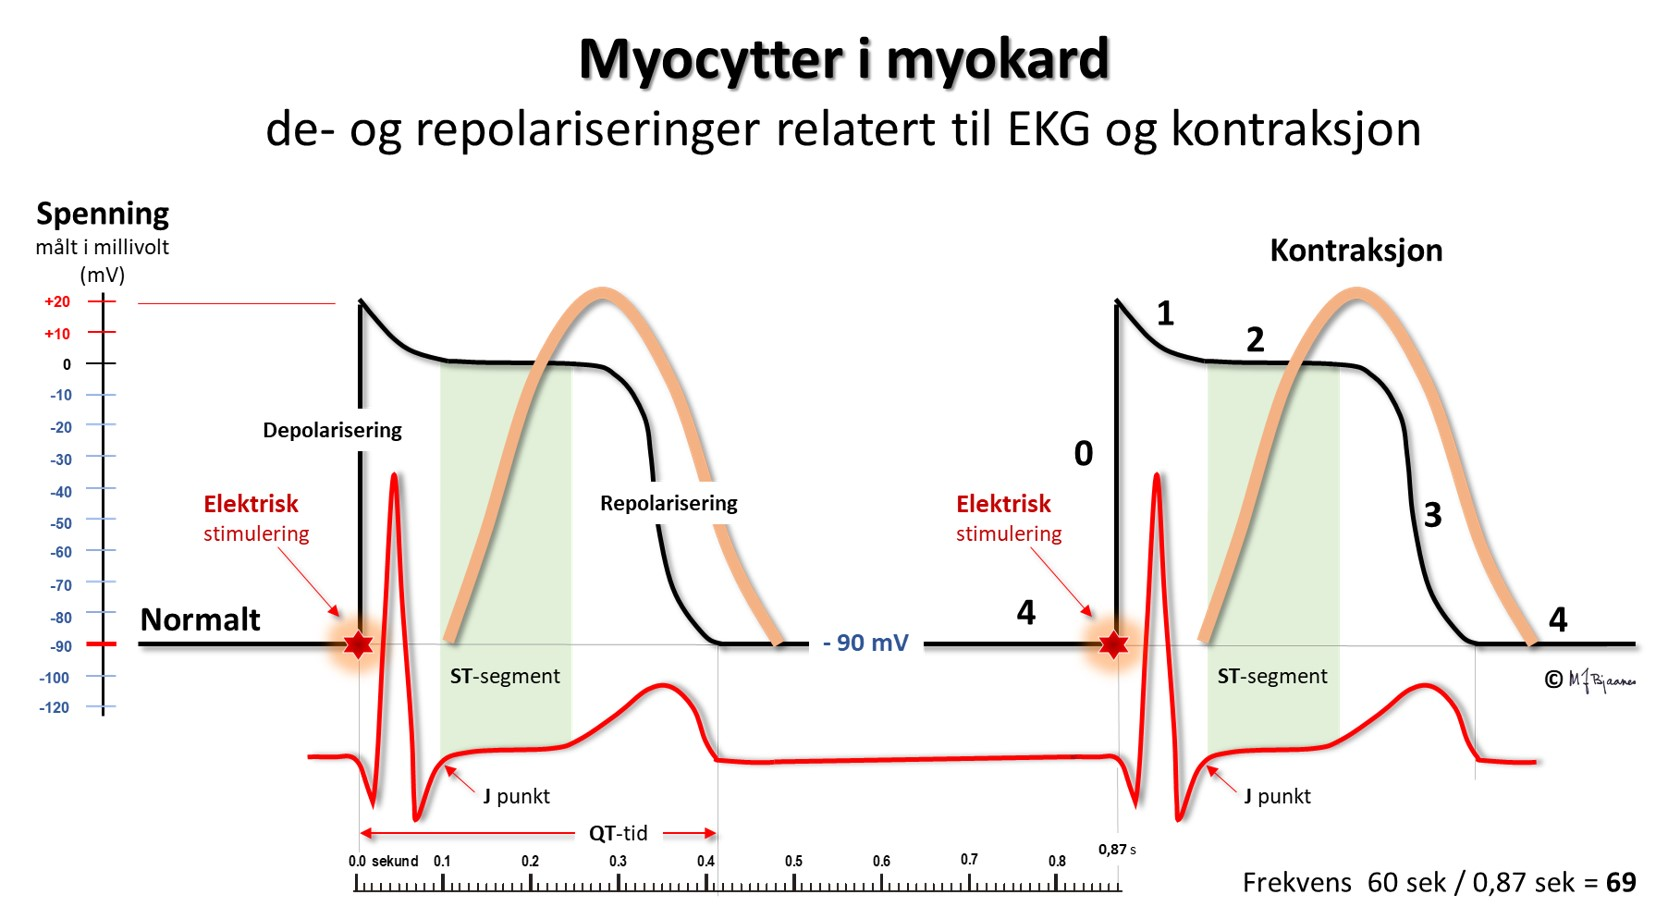 Myocytter i myokard
de- og repolariseringer relatert til EKG og kontraksjon
Spenning
målt i millivolt
(mV)
+20
+10
0
-10
-20
-30
-40
-50
-60
-70
-80
-90
-100
-120
Normalt
Elektrisk
stimulering
Depolarisering
Repolarisering
ST-segment
J punkt
QT-tid
- 90 mV
Kontraksjon
0
1
2
3
4
4
Elektrisk
stimulering
ST-segment
J punkt
© MJBjaanes
0.0 sekund 0.1 0.2 0.3 0.4 0.5 0.6 0.7 0.8 0,87 s
Frekvens 60 sek / 0,87 sek = 69